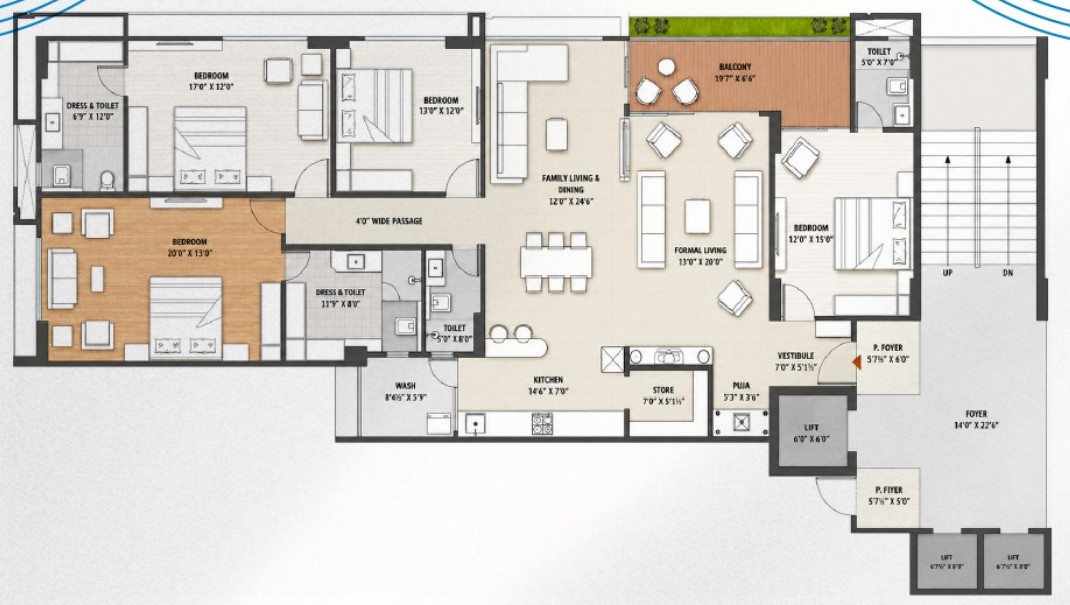 TOILET
5'0" X 7'0"
BALCONY
19'7" X 6'6"
BEDROOM
17'0" X 12'0"
BEDROOM
13'0" X 12'0"
DRESS & TOILET
6'9" X 12'0"
FAMILY LIVING &
DINING
12'0" X 24'6"
4'0" WIDE PASSAGE
BEDROOM
20'0" X 13'0"
FORMAL LIVING
13'0" X 20'0"
BEDROOM
12'0" X 15'0"
UP
DN
DRESS & TOILET
11'9" X 8'0"
TOILET
5'0" X 8'0"
VESTIBULE
7'0" X 5'1½"
P. FOYER
5'7½" X 6'0"
WASH
8'4½" X 5'9"
KITCHEN
14'6" X 7'0"
STORE
7'0" X 5'1½"
PUJA
5'3" X 3'6"
LIFT
6'0" X 6'0"
FOYER
14'0" X 22'6"
P. FIYER
5'7½" X 5'0"
LIFT
LIFT